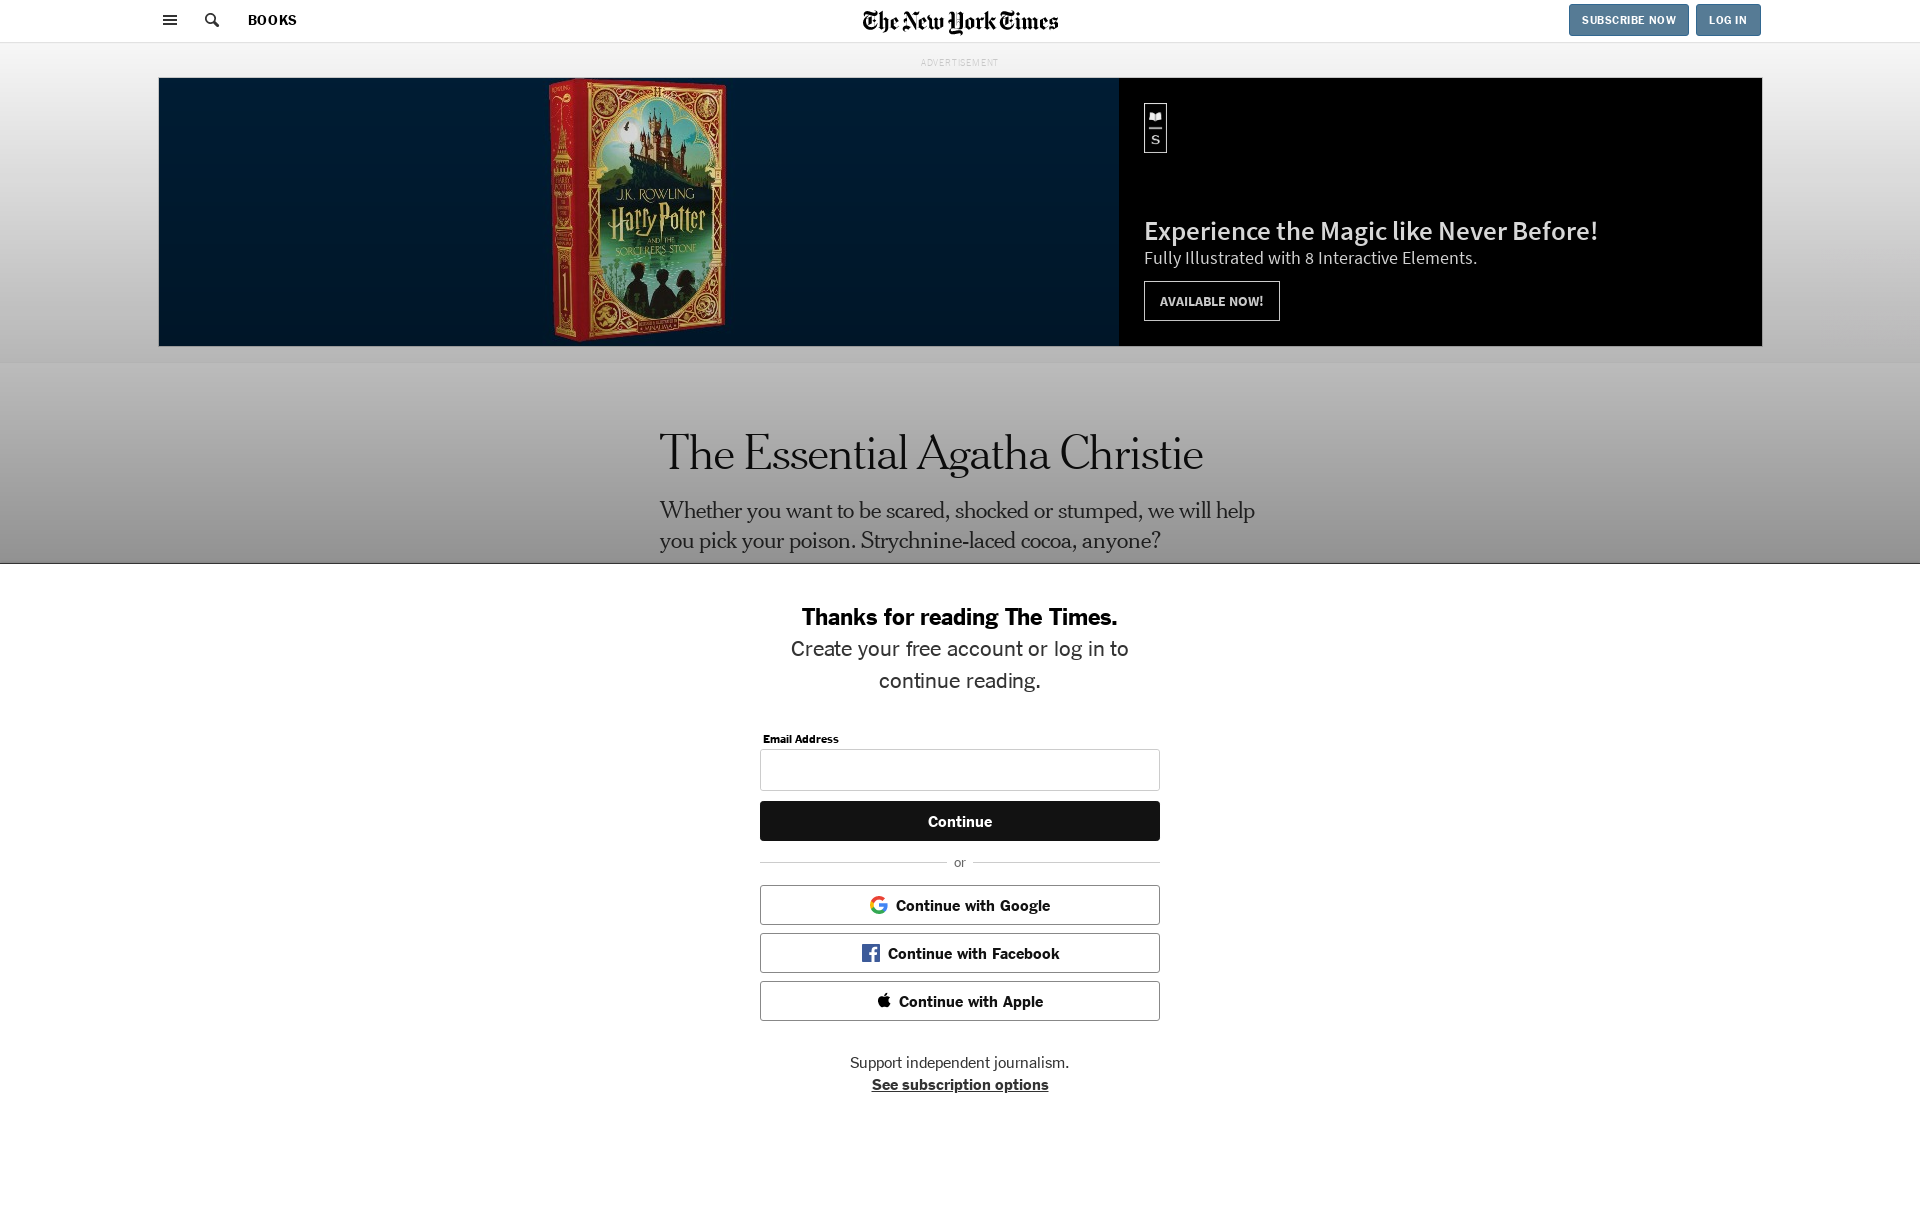 BOOKS
The New York Times
SUBSCRIBE NOW
LOG IN
ADVERTISEMENT
J.K. ROWLING
Harry Potter
AND THE
SORCERER'S STONE
MINALIMA
S
Experience the Magic like Never Before!
Fully Illustrated with 8 Interactive Elements.
AVAILABLE NOW!
The Essential Agatha Christie
Whether you want to be scared, shocked or stumped, we will help
you pick your poison. Strychnine-laced cocoa, anyone?
Thanks for reading The Times.
Create your free account or log in to
continue reading.
Email Address
Continue
or
Continue with Google
Continue with Facebook
Continue with Apple
Support independent journalism.
See subscription options